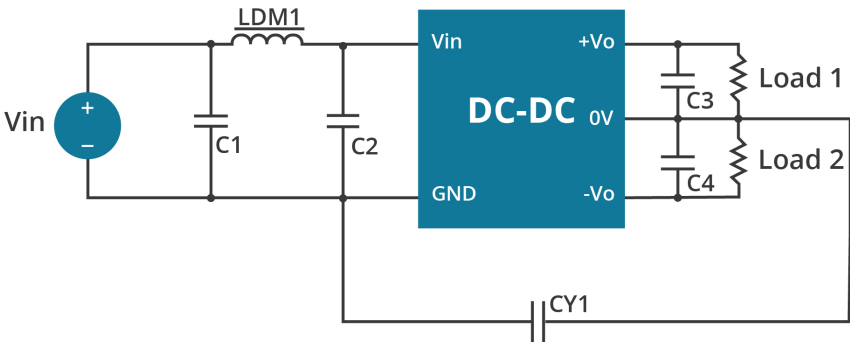 LDM1
Vin
+
−
C1
C2
Vin
GND
DC-DC
+Vo
0V
-Vo
C3
C4
Load 1
Load 2
CY1